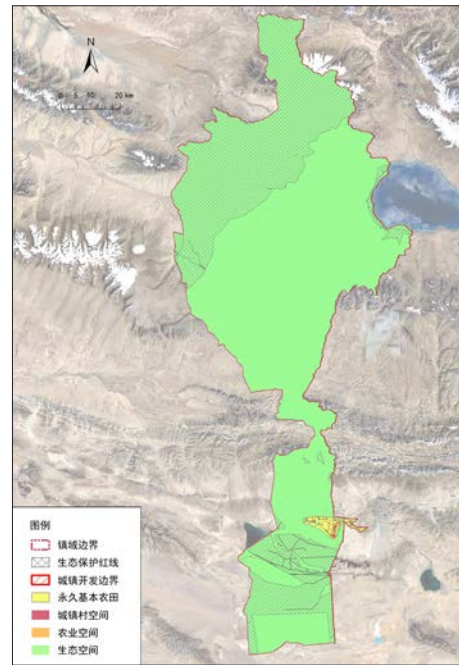 N
0 5 10 20 km
图例
镇域边界
生态保护红线
城镇开发边界
永久基本农田
城镇村空间
农业空间
生态空间